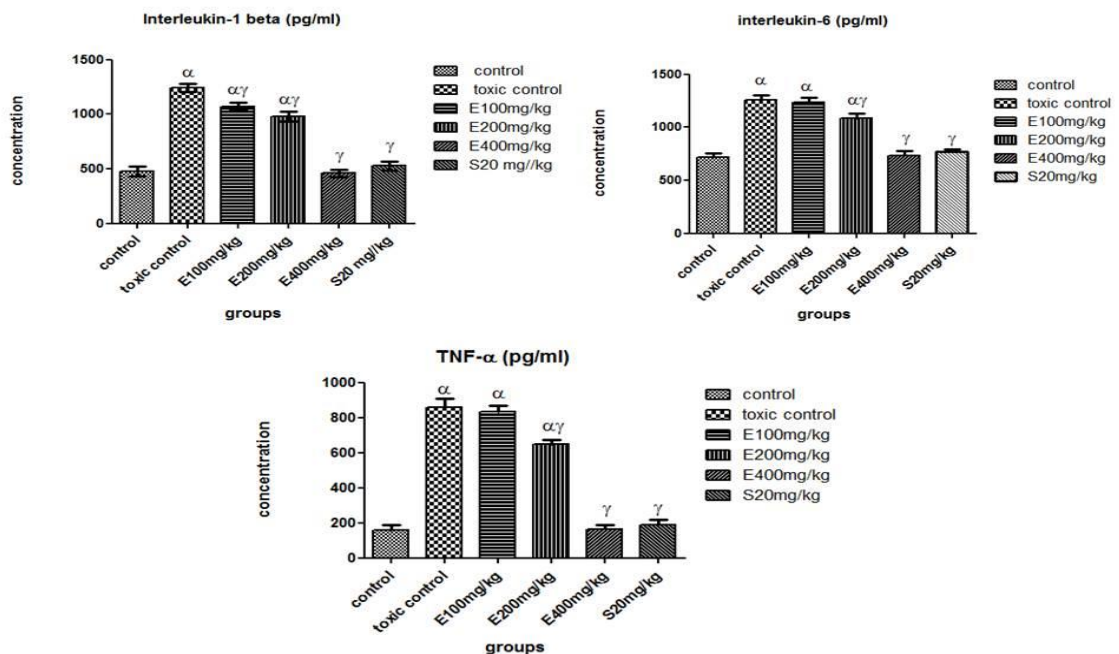 Interleukin-1 beta (pg/ml)
1500
1000
500
0
concentration
α
αγ
αγ
γ
γ
control
toxic control
E100mg/kg
E200mg/kg
E400mg/kg
S20 mg//kg
groups
control
toxic control
E100mg/kg
E200mg/kg
E400mg/kg
S20 mg//kg
interleukin-6 (pg/ml)
1500
1000
500
0
concentration
α
α
αγ
γ
γ
control
toxic control
E100mg/kg
E200mg/kg
E400mg/kg
S20mg/kg
groups
control
toxic control
E100mg/kg
E200mg/kg
E400mg/kg
S20mg/kg
TNF-α (pg/ml)
1000
800
600
400
200
0
concentration
α
α
αγ
γ
γ
control
toxic control
E100mg/kg
E200mg/kg
E400mg/kg
S20mg/kg
groups
control
toxic control
E100mg/kg
E200mg/kg
E400mg/kg
S20mg/kg